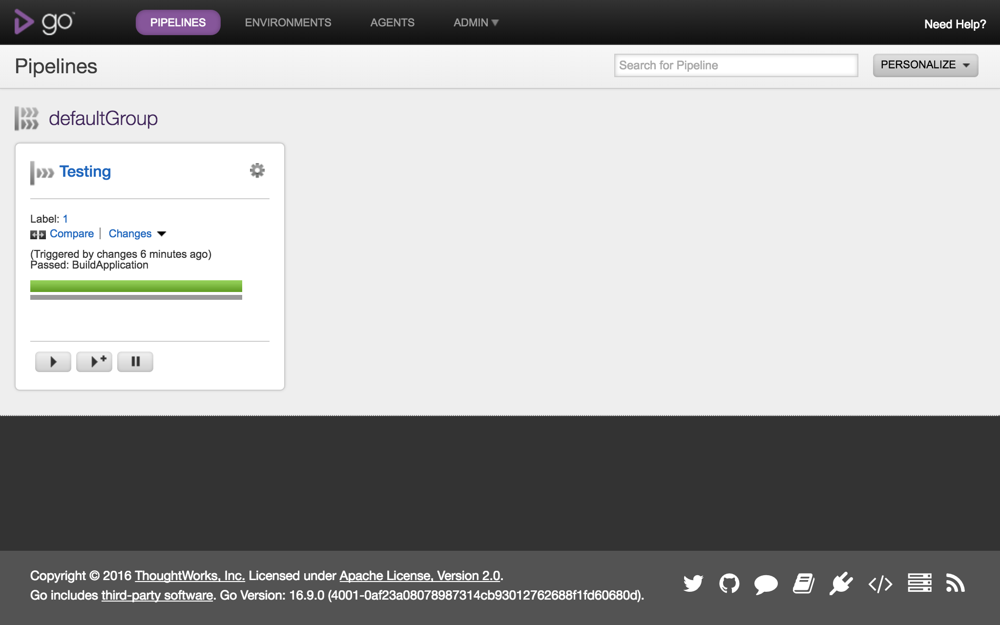 go™
PIPELINES
ENVIRONMENTS
AGENTS
ADMIN
Need Help?
Pipelines
Search for Pipeline
PERSONALIZE
defaultGroup
Testing
Label: 1
Compare | Changes
(Triggered by changes 6 minutes ago)
Passed: BuildApplication
Copyright © 2016 ThoughtWorks, Inc. Licensed under Apache License, Version 2.0.
Go includes third-party software. Go Version: 16.9.0 (4001-0af23a08078987314cb93012762688f1fd60680d).